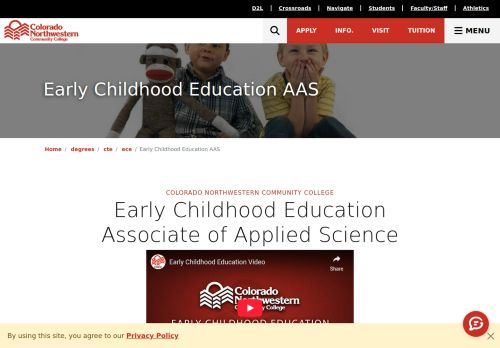 D2L | Crossroads | Navigate | Students | Faculty/Staff | Athletics
Colorado
Northwestern
Community College
APPLY INFO. VISIT TUITION MENU
Early Childhood Education AAS
Home / degrees / cte / ece / Early Childhood Education AAS
COLORADO NORTHWESTERN COMMUNITY COLLEGE
Early Childhood Education
Associate of Applied Science
Early Childhood Education Video
Share
Colorado
Northwestern
Community College
EARLY CHILDHOOD EDUCATION
By using this site, you agree to our Privacy Policy